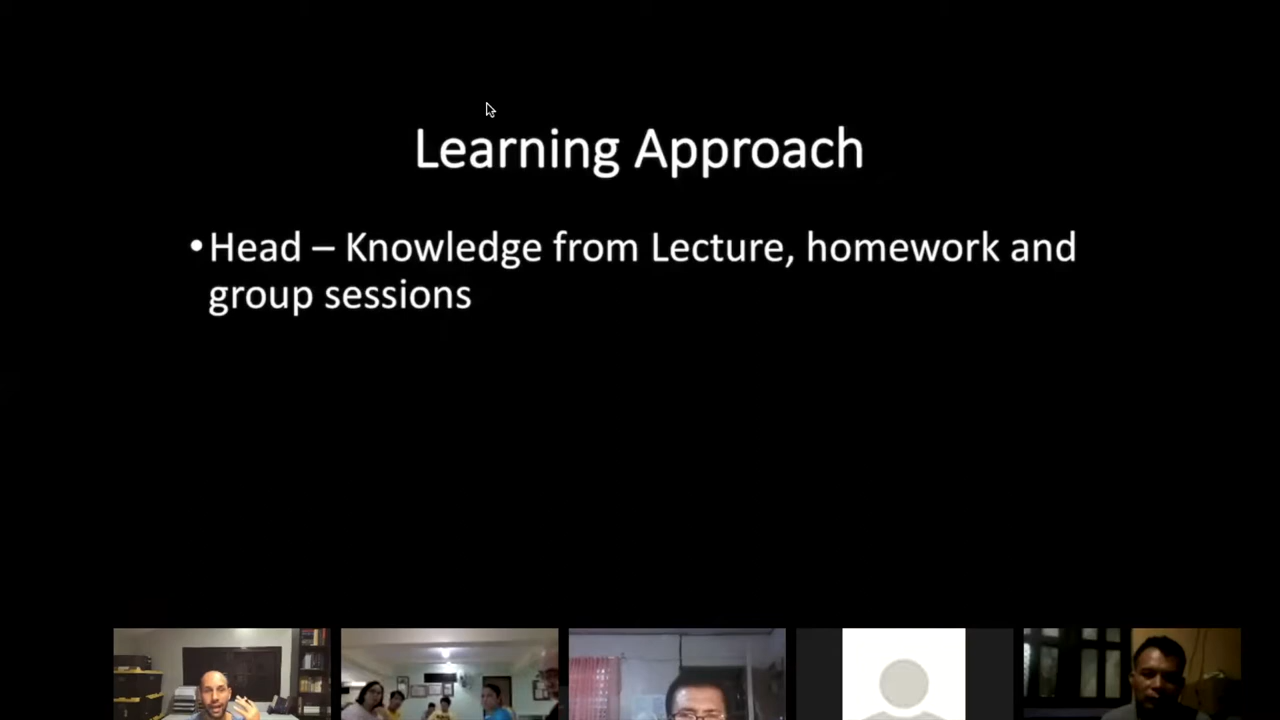 Learning Approach
•Head – Knowledge from Lecture, homework and
group sessions